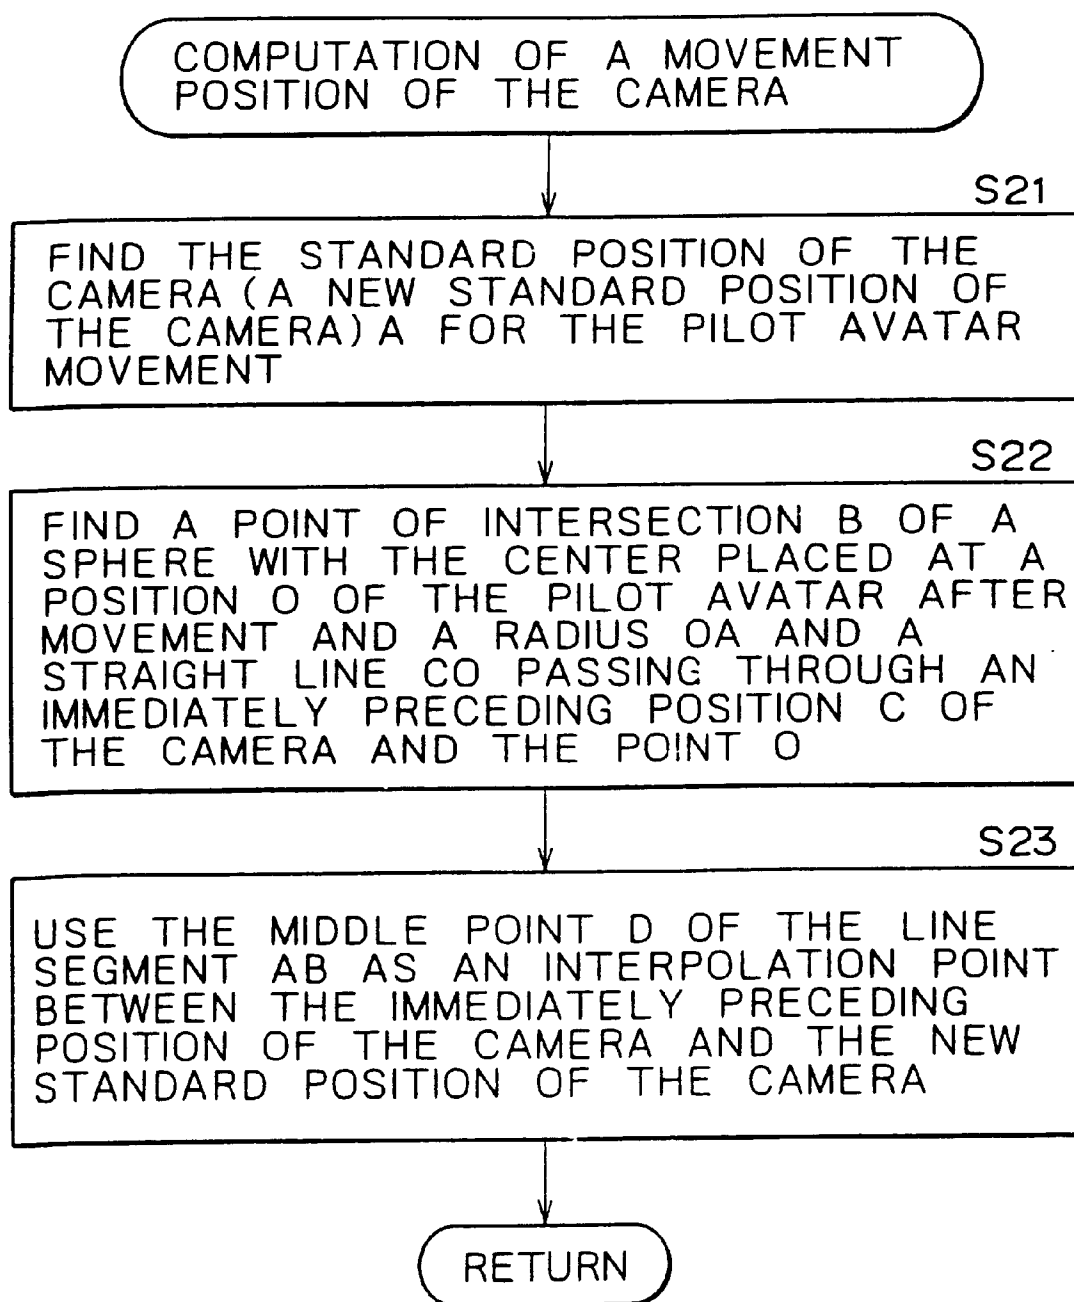 COMPUTATION OF A MOVEMENT
POSITION OF THE CAMERA
S21
FIND THE STANDARD POSITION OF THE
CAMERA (A NEW STANDARD POSITION OF
THE CAMERA) A FOR THE PILOT AVATAR
MOVEMENT
S22
FIND A POINT OF INTERSECTION B OF A
SPHERE WITH THE CENTER PLACED AT A
POSITION O OF THE PILOT AVATAR AFTER
MOVEMENT AND A RADIUS OA AND A
STRAIGHT LINE CO PASSING THROUGH AN
IMMEDIATELY PRECEDING POSITION C OF
THE CAMERA AND THE POINT O
S23
USE THE MIDDLE POINT D OF THE LINE
SEGMENT AB AS AN INTERPOLATION POINT
BETWEEN THE IMMEDIATELY PRECEDING
POSITION OF THE CAMERA AND THE NEW
STANDARD POSITION OF THE CAMERA
RETURN